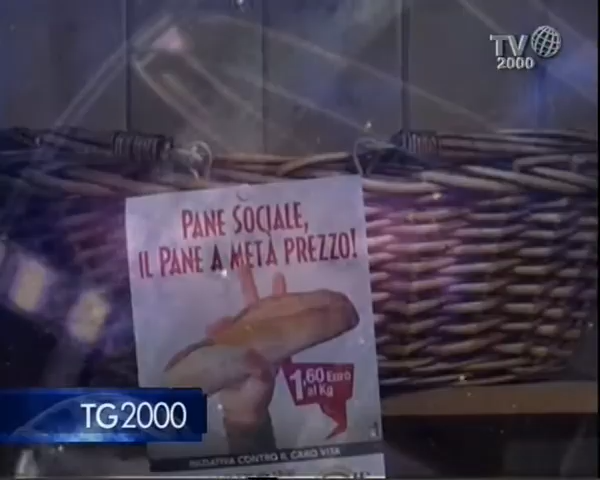 TV
2000
PANE SOCIALE,
IL PANE A METÀ PREZZO!
1,60 Euro
al Kg
TG2000
INIZIATIVA CONTRO IL CARO VITA